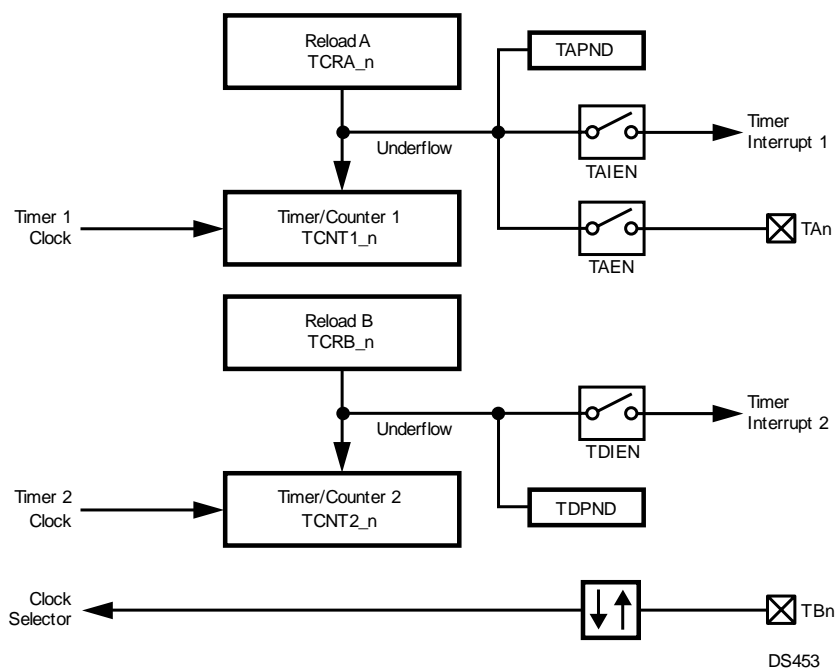 Reload A
TCRA_n
TAPND
Timer
Interrupt 1
Underflow
TAIEN
Timer 1
Clock
Timer/Counter 1
TCNT1_n
TAn
TAEN
Reload B
TCRB_n
Timer
Interrupt 2
Underflow
TDIEN
Timer 2
Clock
Timer/Counter 2
TCNT2_n
TDPND
Clock
Selector
TBn
DS453